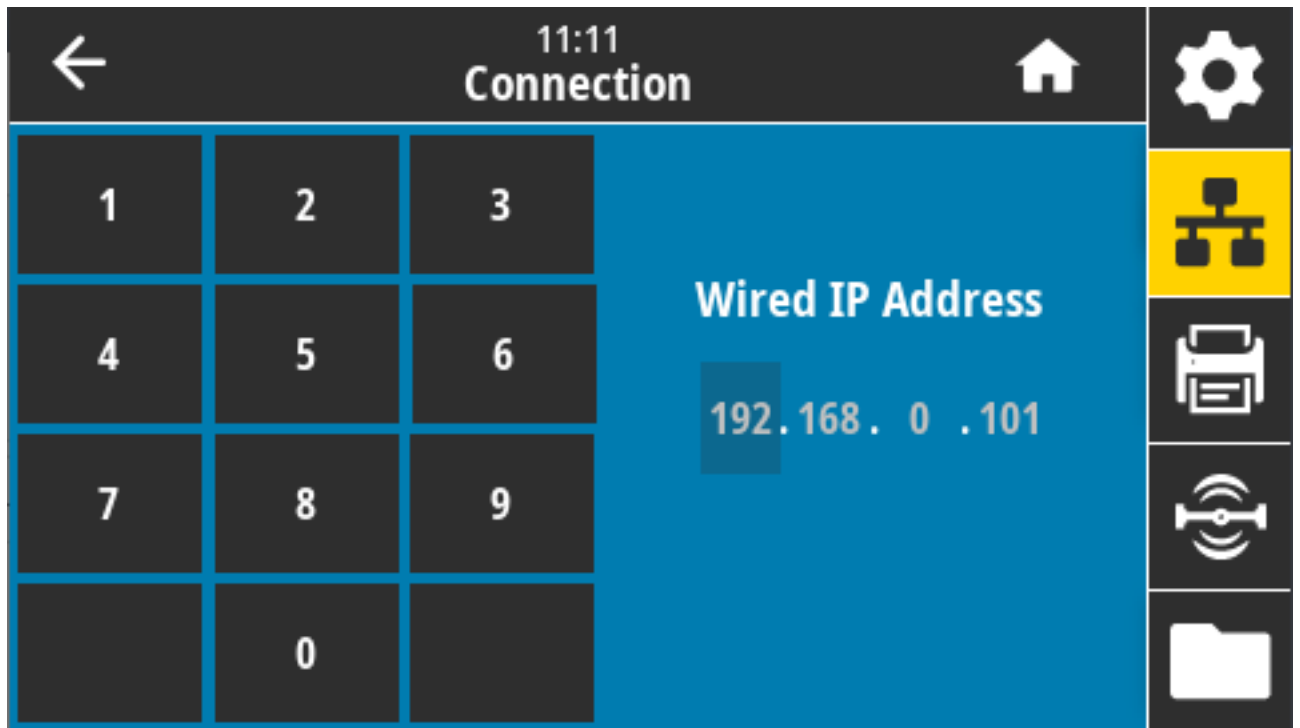 11:11
Connection
1 2 3
4 5 6
7 8 9
0
Wired IP Address
192.168. 0 .101